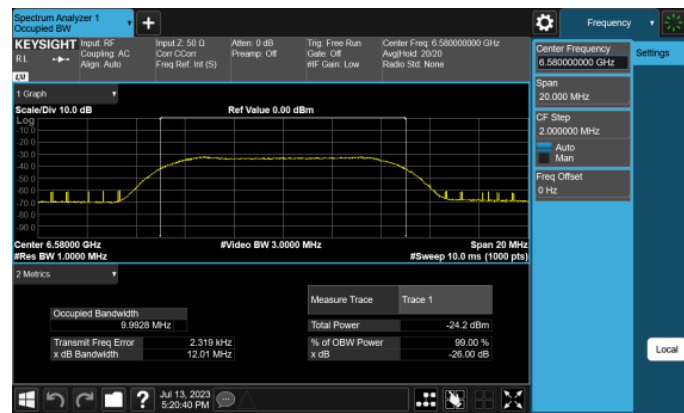 Spectrum Analyzer 1
Occupied BW
Frequency
KEYSIGHT
RL
LXI
Input: RF
Coupling: AC
Align: Auto
Input Z: 50 Ω
Corr CCorr
Freq Ref: Int (S)
Atten: 0 dB
Preamp: Off
Trig: Free Run
Gate: Off
#IF Gain: Low
Center Freq: 6.580000000 GHz
Avg|Hold: 20/20
Radio Std: None
Center Frequency
6.580000000 GHz
Settings
Span
20.000 MHz
CF Step
2.000000 MHz
Auto
Man
Freq Offset
0 Hz
Local
1 Graph
Scale/Div 10.0 dB
Ref Value 0.00 dBm
Log
-10.0
-20.0
-30.0
-40.0
-50.0
-60.0
-70.0
-80.0
-90.0
Center 6.58000 GHz
#Video BW 3.0000 MHz
Span 20 MHz
#Res BW 1.0000 MHz
#Sweep 10.0 ms (1000 pts)
2 Metrics
Measure Trace
Trace 1
Occupied Bandwidth
9.9928 MHz
Total Power
-24.2 dBm
Transmit Freq Error
2.319 kHz
% of OBW Power
99.00 %
x dB Bandwidth
12.01 MHz
x dB
-26.00 dB
?
Jul 13, 2023
5:20:40 PM